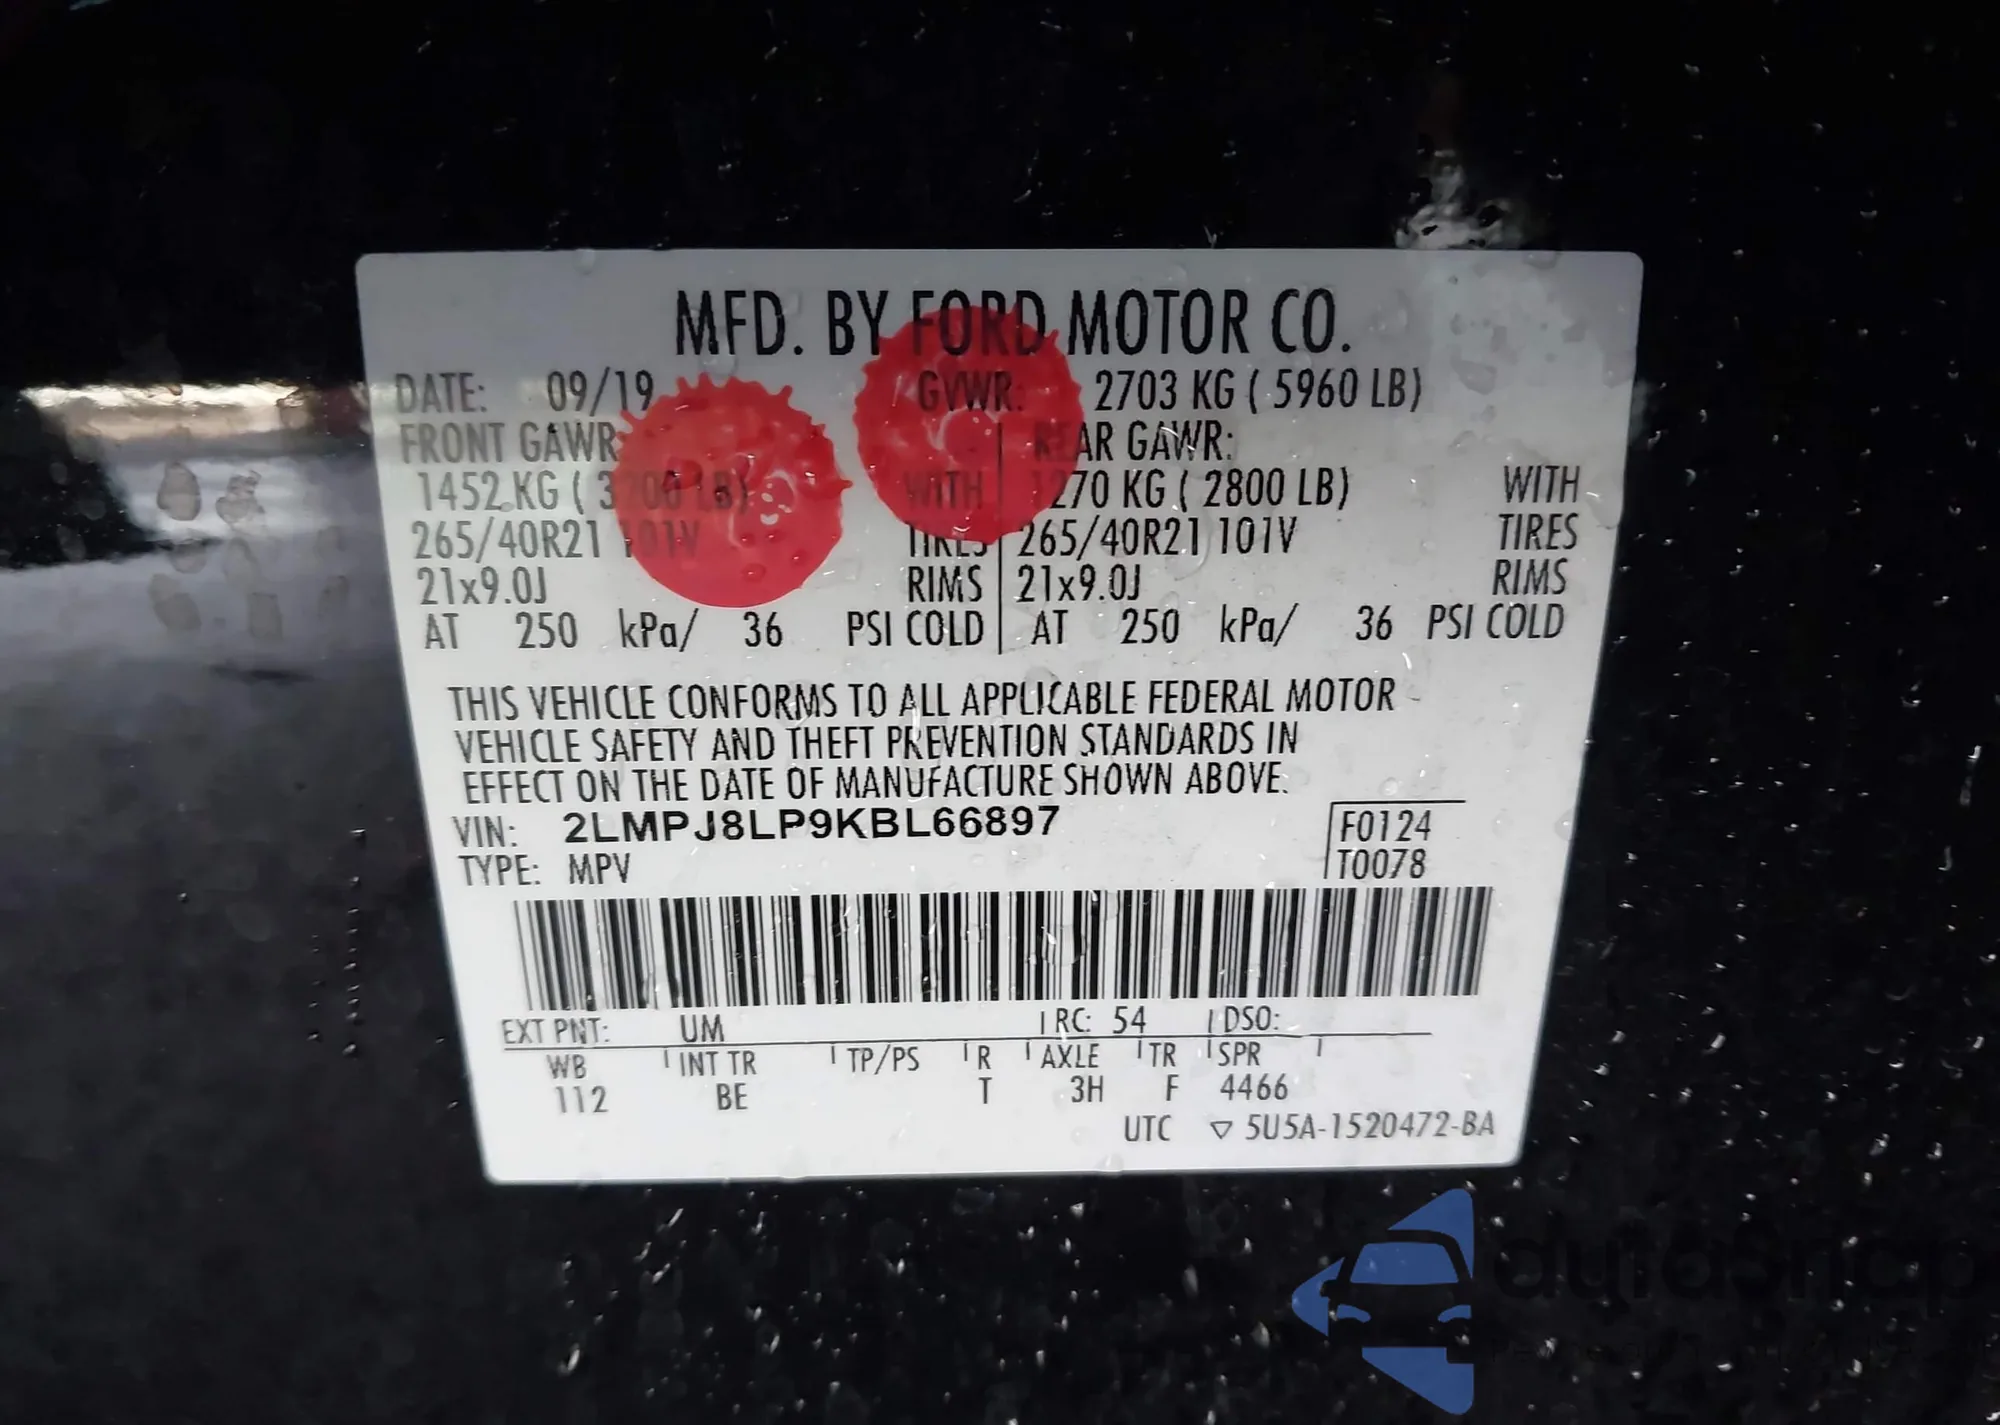 MFD. BY FORD MOTOR CO.
DATE: 09/19 GVWR: 2703 KG ( 5960 LB)
FRONT GAWR: REAR GAWR:
1452 KG ( 3200 LB) WITH 1270 KG ( 2800 LB) WITH
265/40R21 101V TIRES 265/40R21 101V TIRES
21x9.0J RIMS 21x9.0J RIMS
AT 250 kPa/ 36 PSI COLD AT 250 kPa/ 36 PSI COLD
THIS VEHICLE CONFORMS TO ALL APPLICABLE FEDERAL MOTOR
VEHICLE SAFETY AND THEFT PREVENTION STANDARDS IN
EFFECT ON THE DATE OF MANUFACTURE SHOWN ABOVE.
VIN: 2LMPJ8LP9KBL66897 F0124
TYPE: MPV T0078
EXT PNT: UM RC: 54 DSO:
WB INT TR TP/PS R AXLE TR SPR
112 BE T 3H F 4466
UTC ▽ 5U5A-1520472-BA